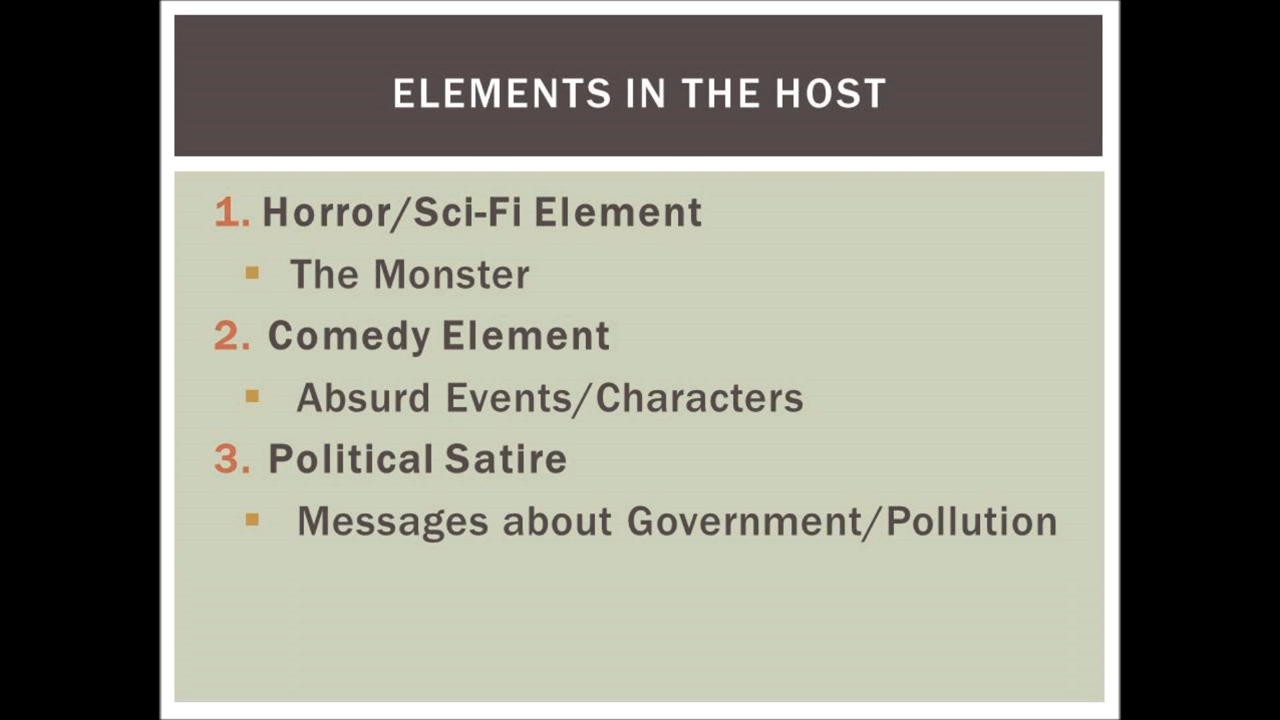 ELEMENTS IN THE HOST
1. Horror/Sci-Fi Element
▪ The Monster
2. Comedy Element
▪ Absurd Events/Characters
3. Political Satire
▪ Messages about Government/Pollution